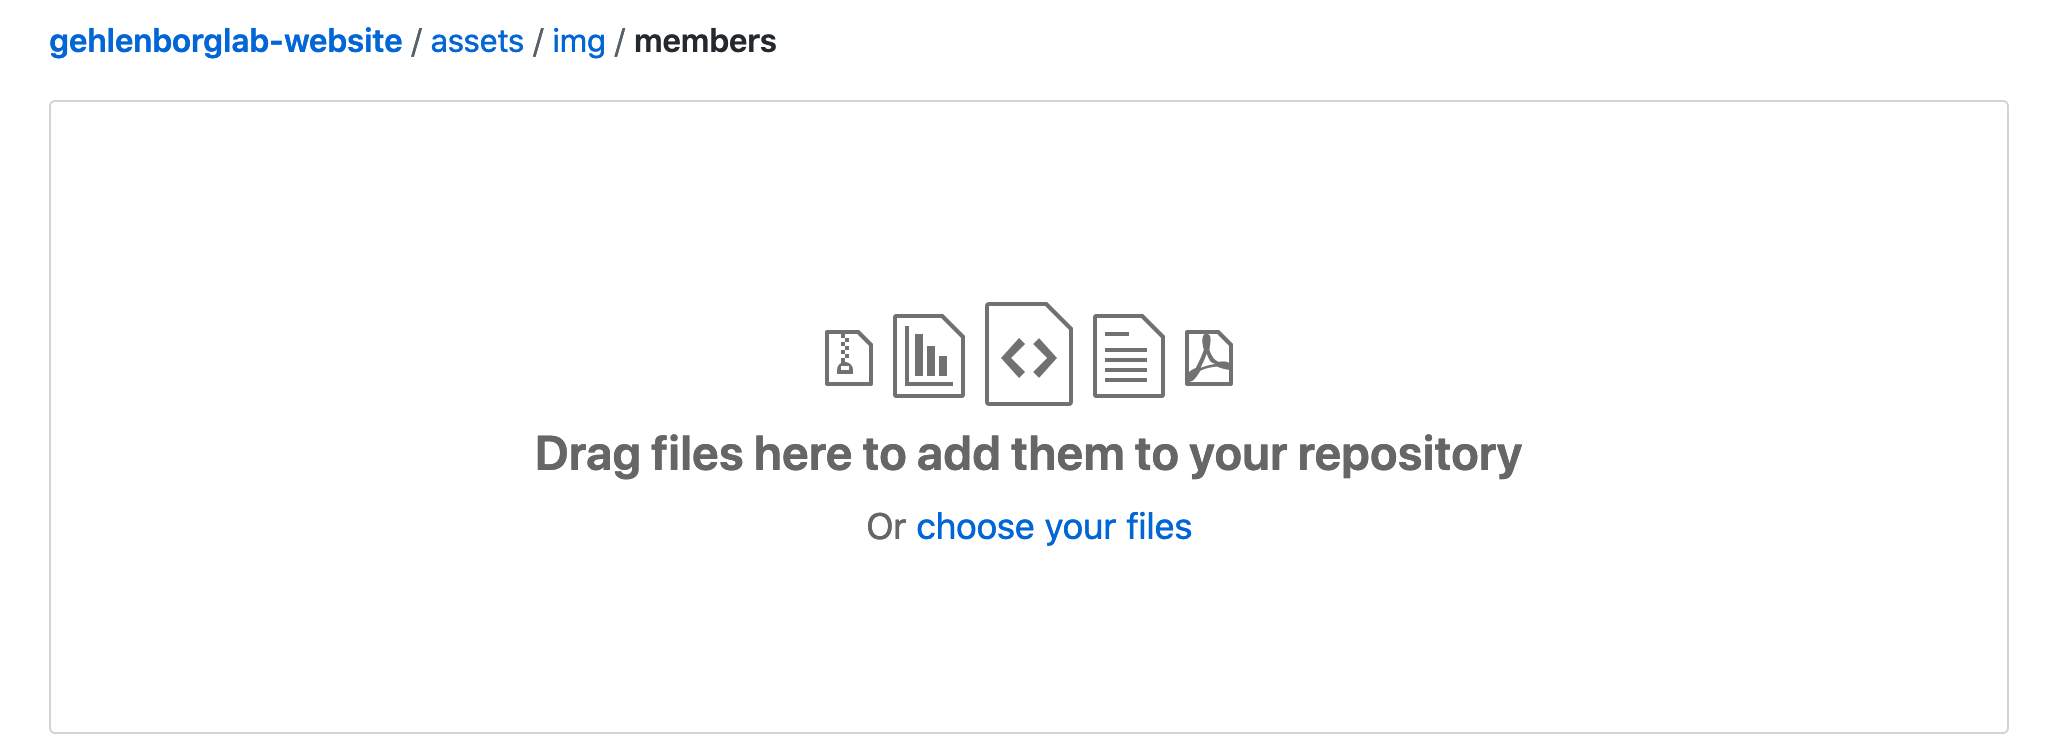 gehlenborglab-website / assets / img / members
Drag files here to add them to your repository
Or choose your files